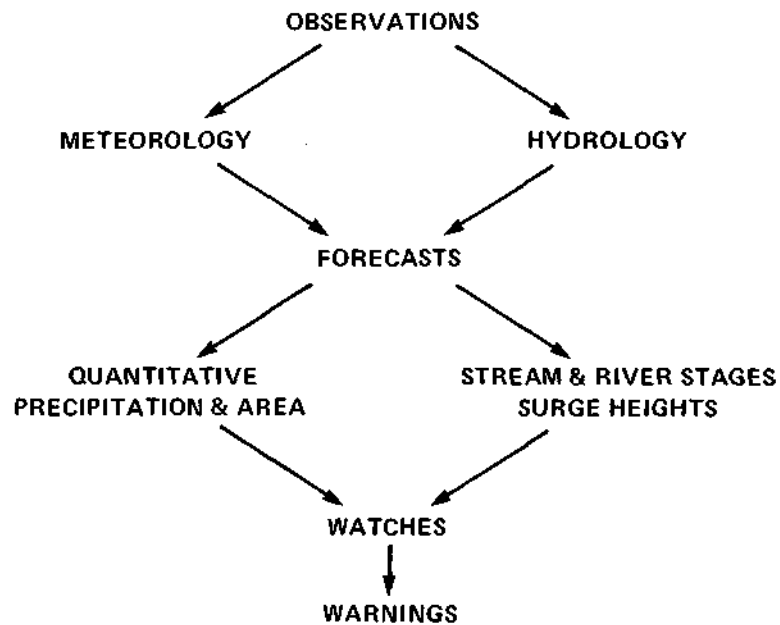 OBSERVATIONS
METEOROLOGY
HYDROLOGY
FORECASTS
QUANTITATIVE
PRECIPITATION & AREA
STREAM & RIVER STAGES
SURGE HEIGHTS
WATCHES
WARNINGS